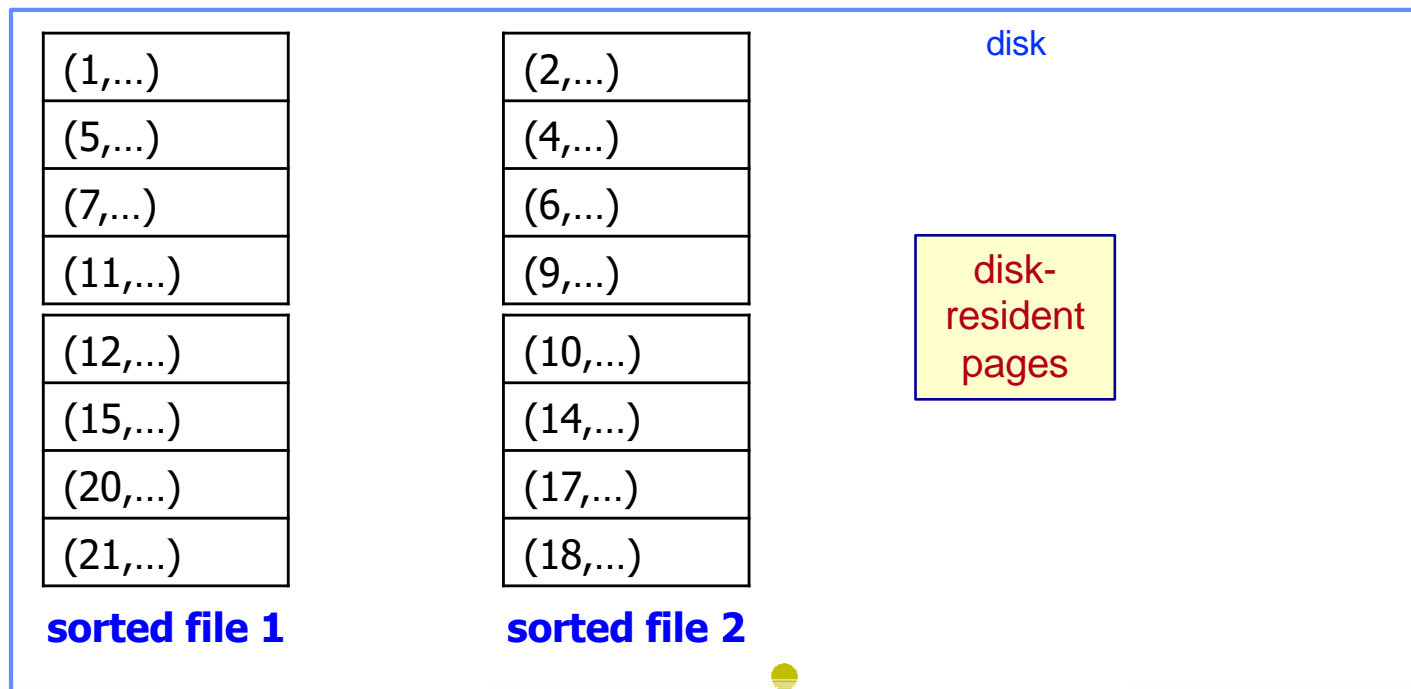 disk
(1,...)
(5,...)
(7,...)
(11,...)
(12,...)
(15,...)
(20,...)
(21,...)
sorted file 1
(2,...)
(4,...)
(6,...)
(9,...)
(10,...)
(14,...)
(17,...)
(18,...)
sorted file 2
disk-
resident
pages